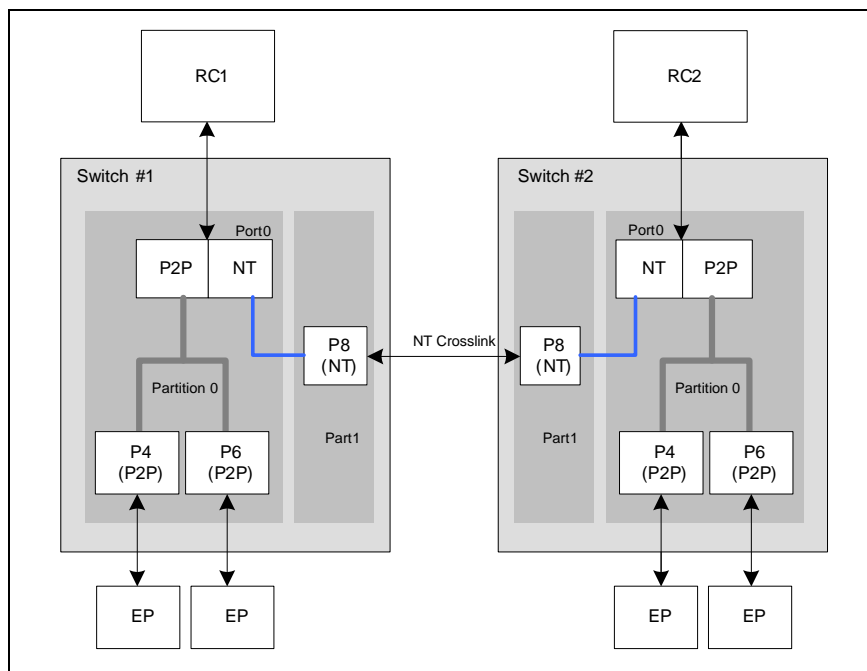 RC1
RC2
Switch #1
Switch #2
Port0
P2P
NT
Port0
NT
P2P
P8
(NT)
NT Crosslink
P8
(NT)
Partition 0
Part1
Part1
Partition 0
P4
(P2P)
P6
(P2P)
P4
(P2P)
P6
(P2P)
EP
EP
EP
EP